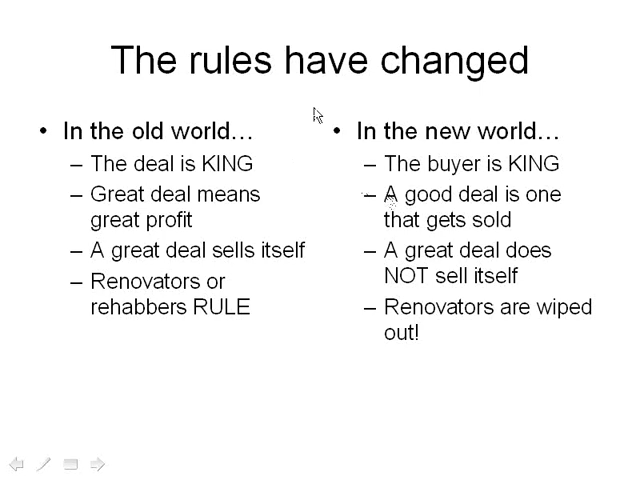 The rules have changed
• In the old world…
– The deal is KING
– Great deal means
great profit
– A great deal sells itself
– Renovators or
rehabbers RULE
• In the new world…
– The buyer is KING
– A good deal is one
that gets sold
– A great deal does
NOT sell itself
– Renovators are wiped
out!